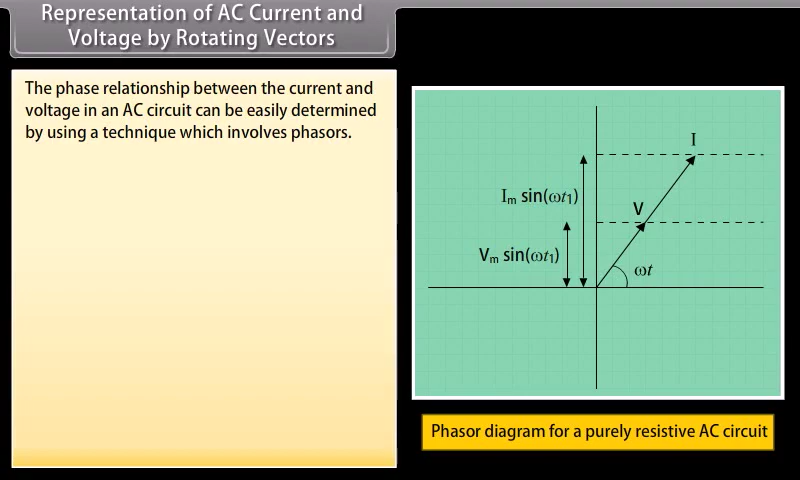 Representation of AC Current and
Voltage by Rotating Vectors
The phase relationship between the current and
voltage in an AC circuit can be easily determined
by using a technique which involves phasors.
I
Iₘ sin(ωt₁)
V
Vₘ sin(ωt₁)
ωt
Phasor diagram for a purely resistive AC circuit